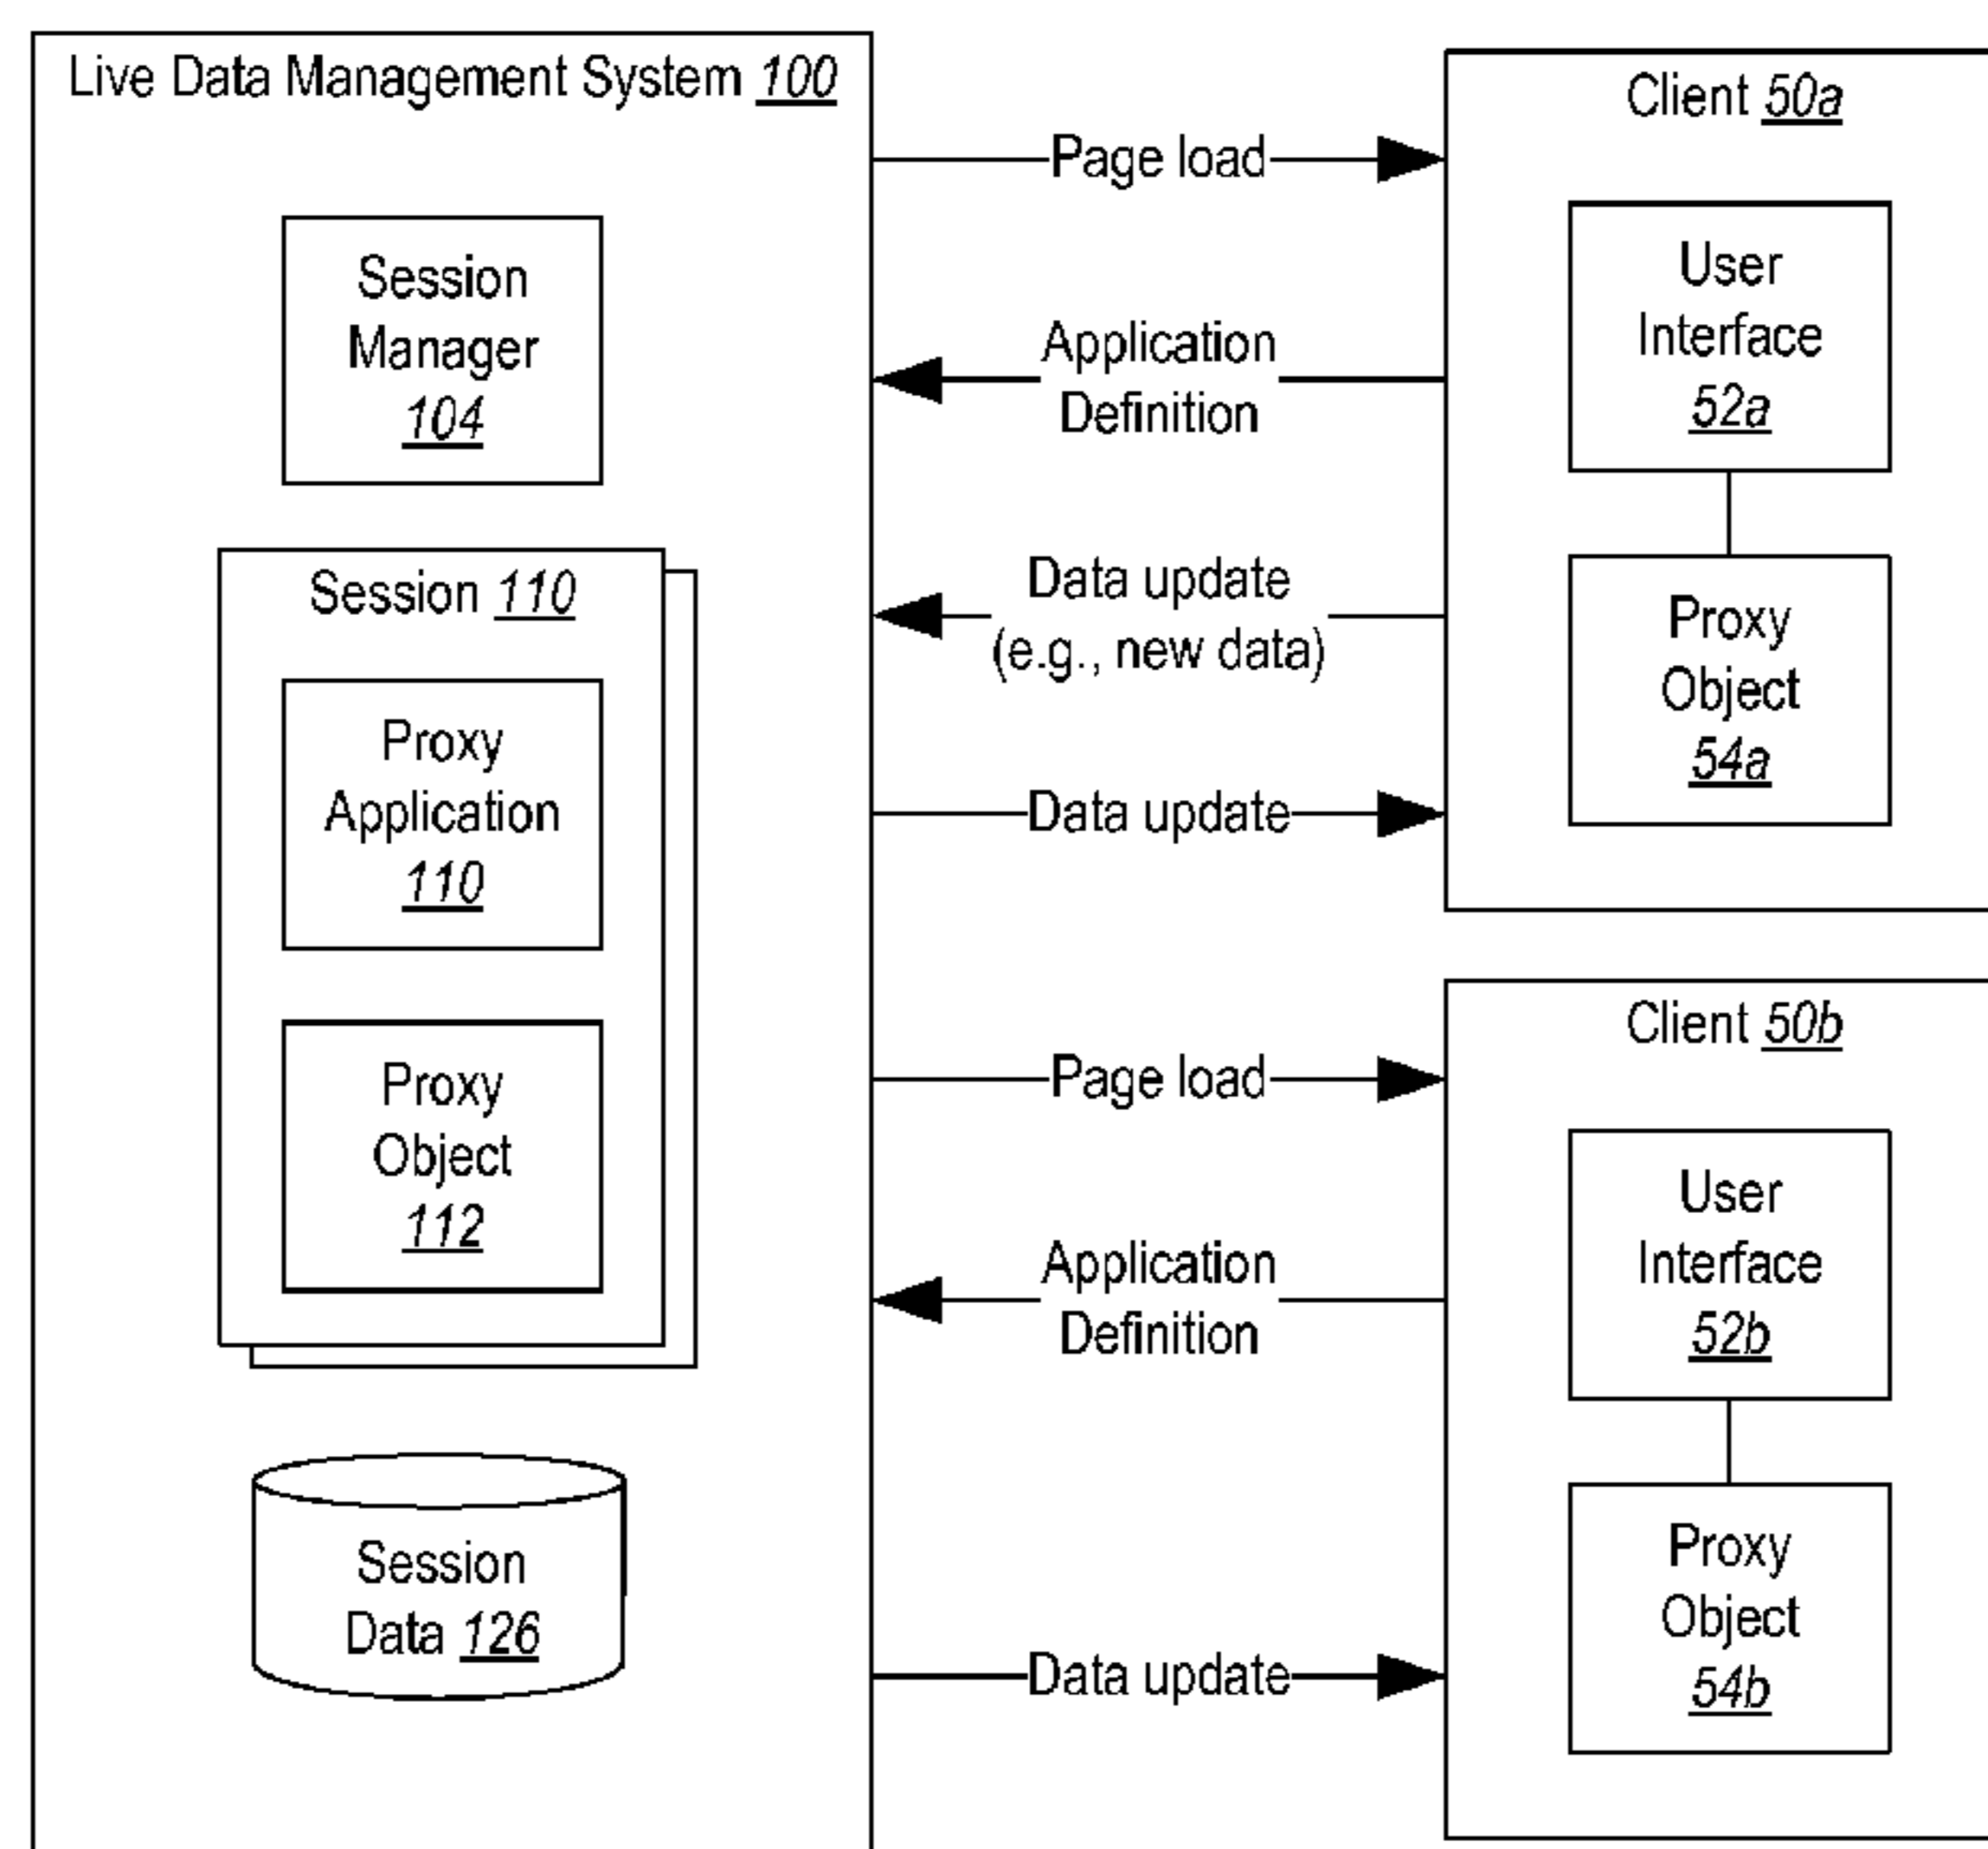 Live Data Management System 100
Session
Manager
104
Session 110
Proxy
Application
110
Proxy
Object
112
Session
Data 126
Page load
Application
Definition
Data update
(e.g., new data)
Data update
Page load
Application
Definition
Data update
Client 50a
User
Interface
52a
Proxy
Object
54a
Client 50b
User
Interface
52b
Proxy
Object
54b